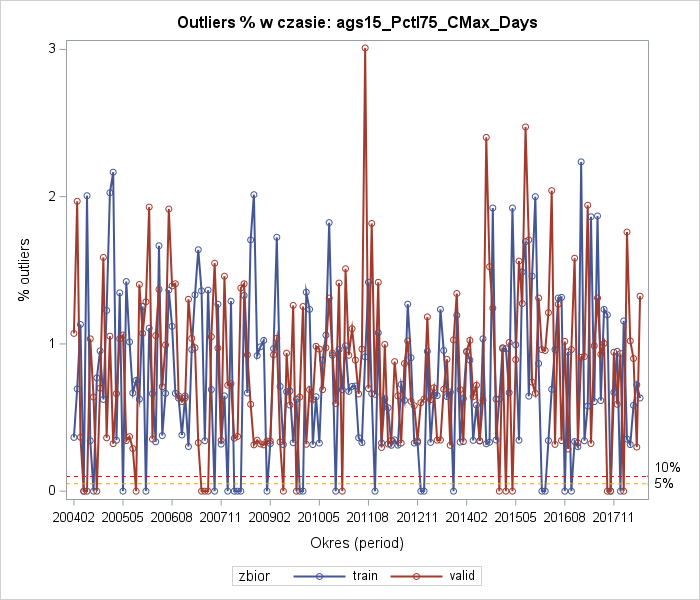 Outliers % w czasie: ags15_Pctl75_CMax_Days
% outliers
3
2
1
0
10%
5%
200402 200505 200608 200711 200902 201005 201108 201211 201402 201505 201608 201711
Okres (period)
zbior train valid